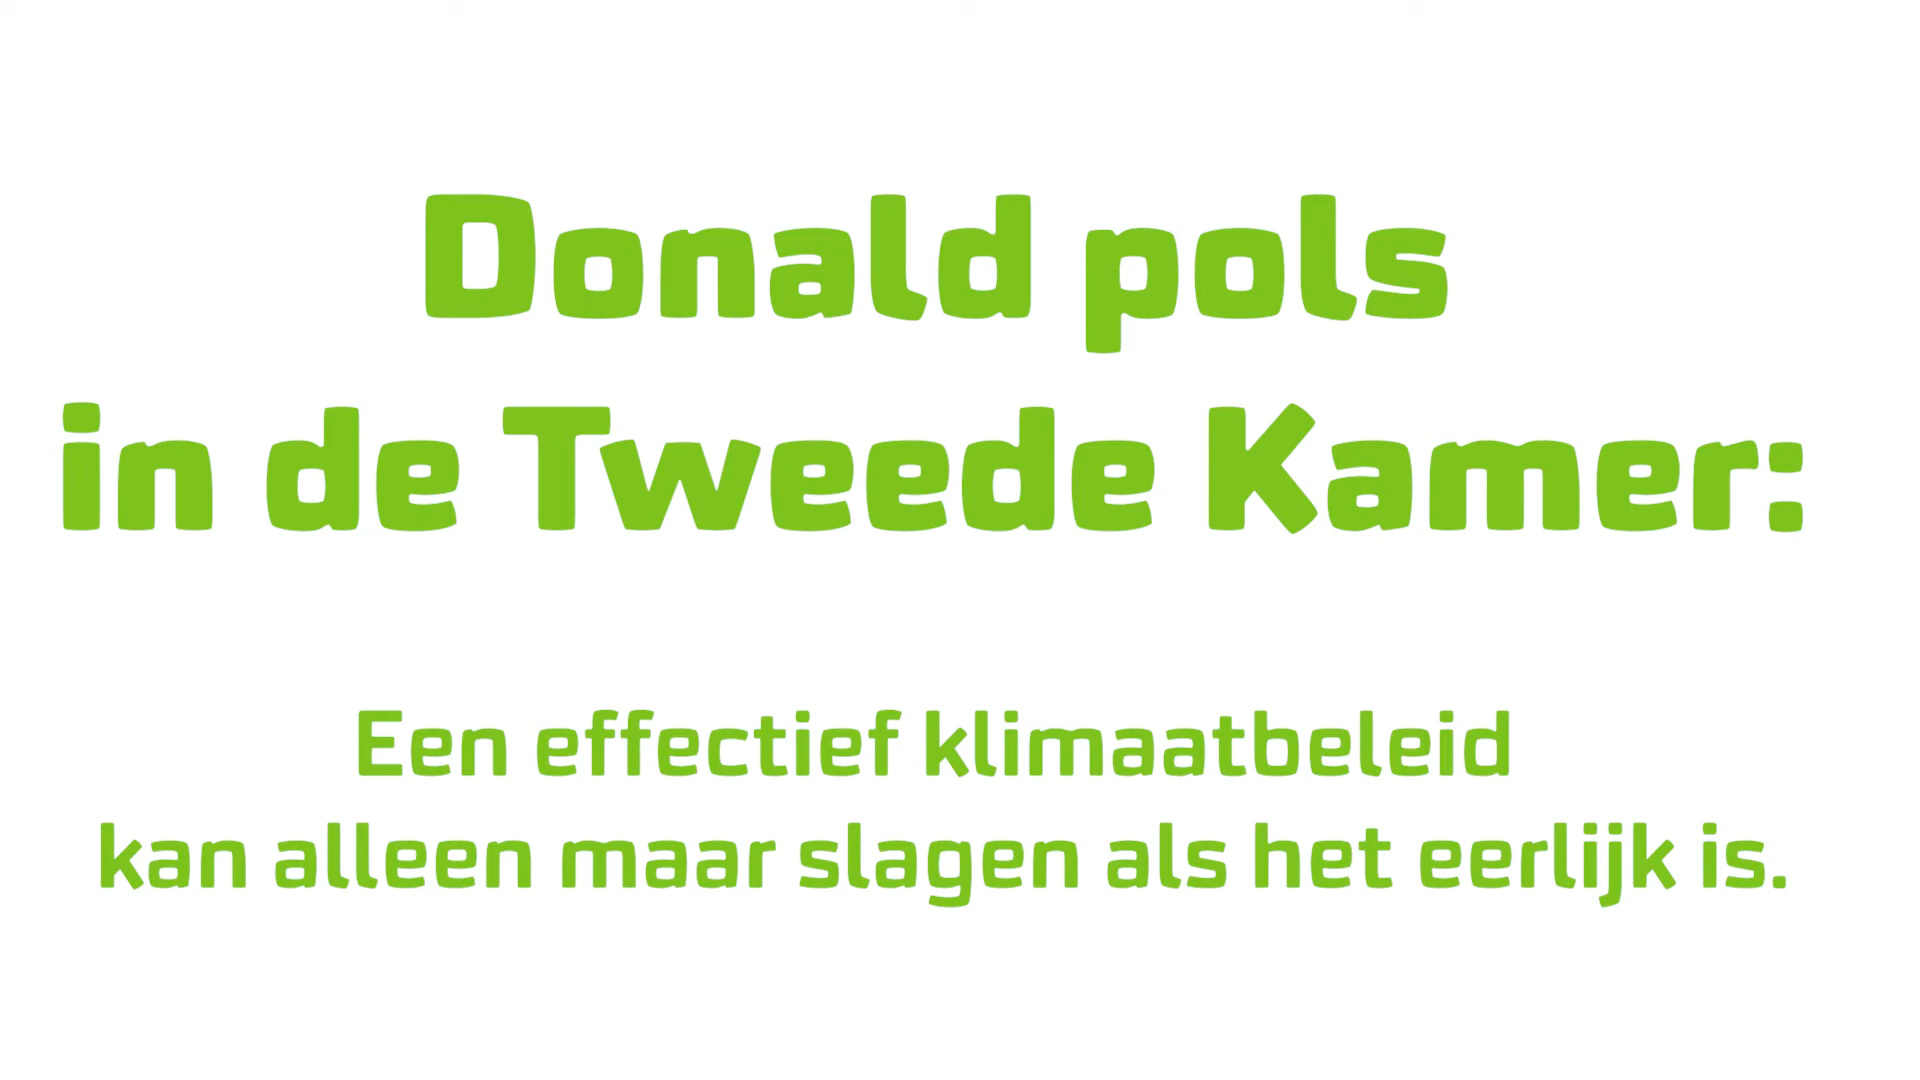 Donald pols
in de Tweede Kamer:
Een effectief klimaatbeleid
kan alleen maar slagen als het eerlijk is.